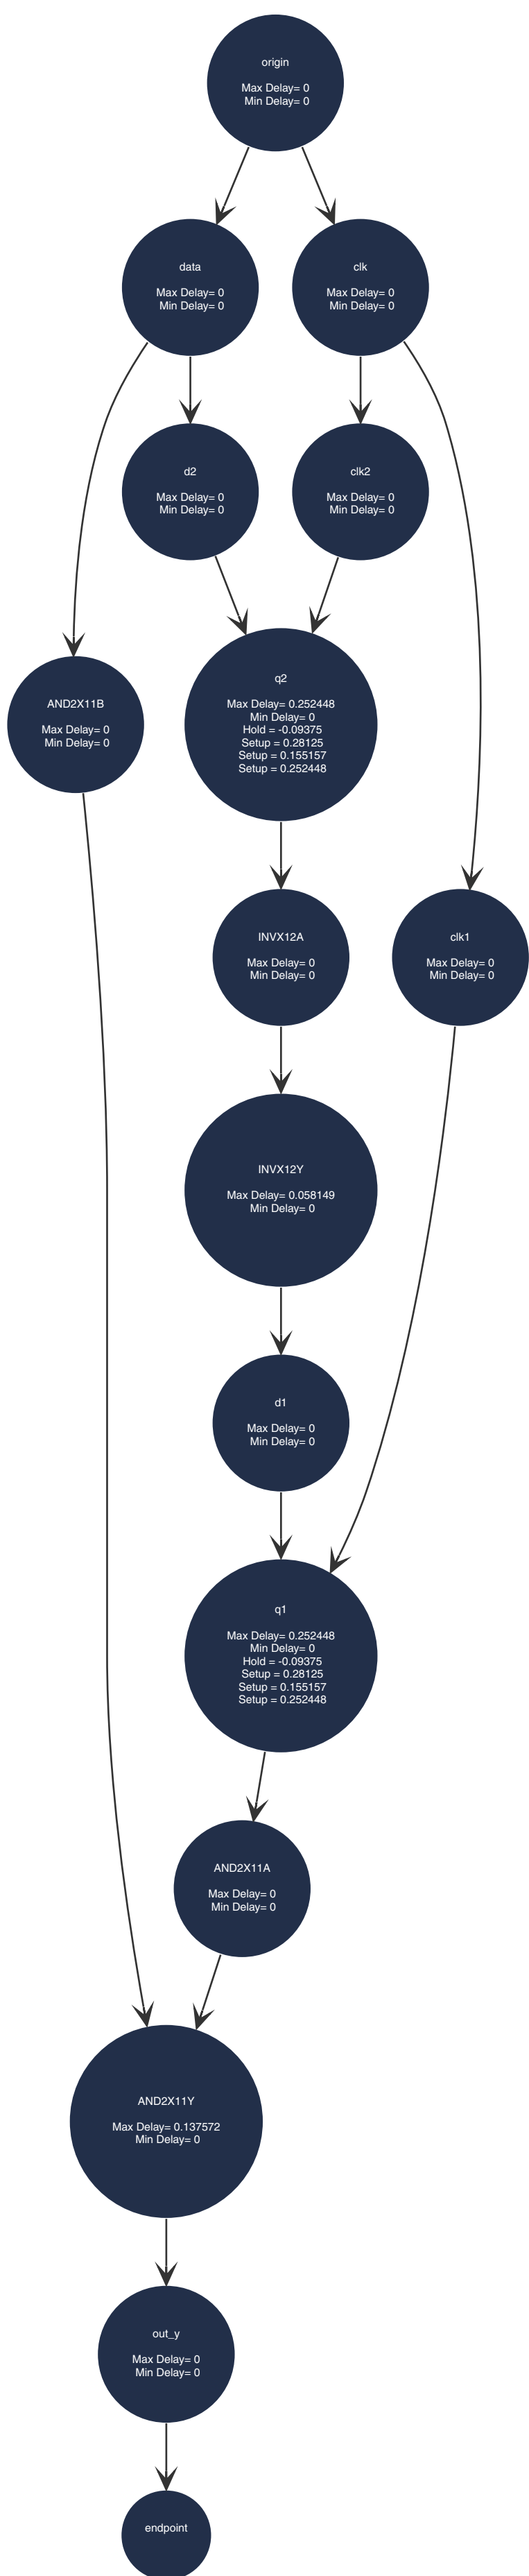 origin
Max Delay= 0
Min Delay= 0
data
Max Delay= 0
Min Delay= 0
clk
Max Delay= 0
Min Delay= 0
d2
Max Delay= 0
Min Delay= 0
clk2
Max Delay= 0
Min Delay= 0
AND2X11B
Max Delay= 0
Min Delay= 0
q2
Max Delay= 0.252448
Min Delay= 0
Hold = -0.09375
Setup = 0.28125
Setup = 0.155157
Setup = 0.252448
INVX12A
Max Delay= 0
Min Delay= 0
clk1
Max Delay= 0
Min Delay= 0
INVX12Y
Max Delay= 0.058149
Min Delay= 0
d1
Max Delay= 0
Min Delay= 0
q1
Max Delay= 0.252448
Min Delay= 0
Hold = -0.09375
Setup = 0.28125
Setup = 0.155157
Setup = 0.252448
AND2X11A
Max Delay= 0
Min Delay= 0
AND2X11Y
Max Delay= 0.137572
Min Delay= 0
out_y
Max Delay= 0
Min Delay= 0
endpoint